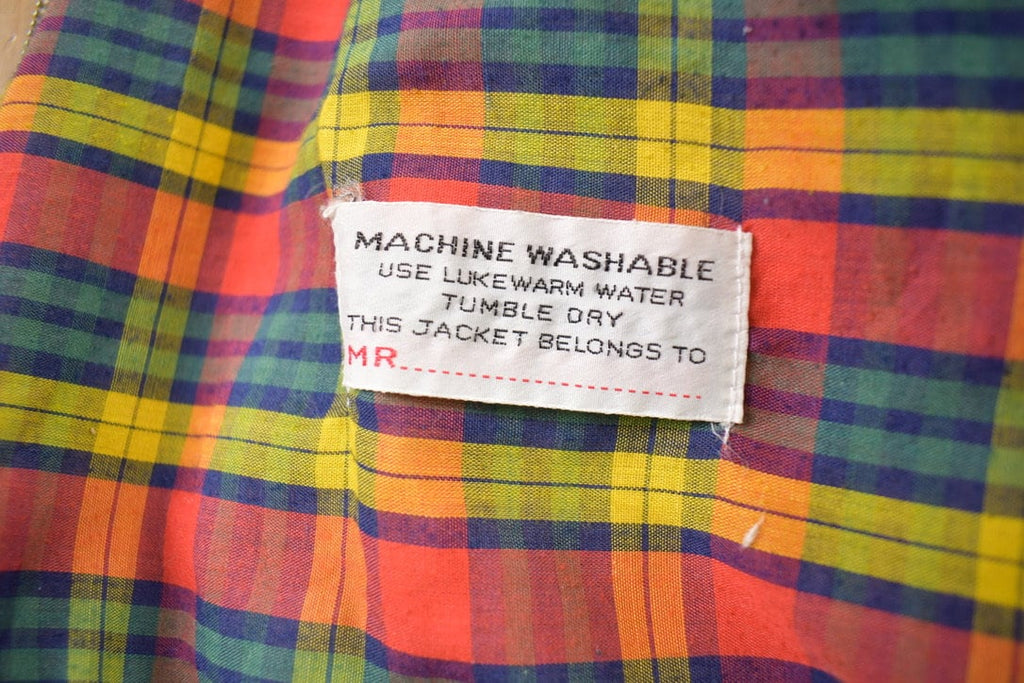 MACHINE WASHABLE
USE LUKEWARM WATER
TUMBLE DRY
THIS JACKET BELONGS TO
MR..............................